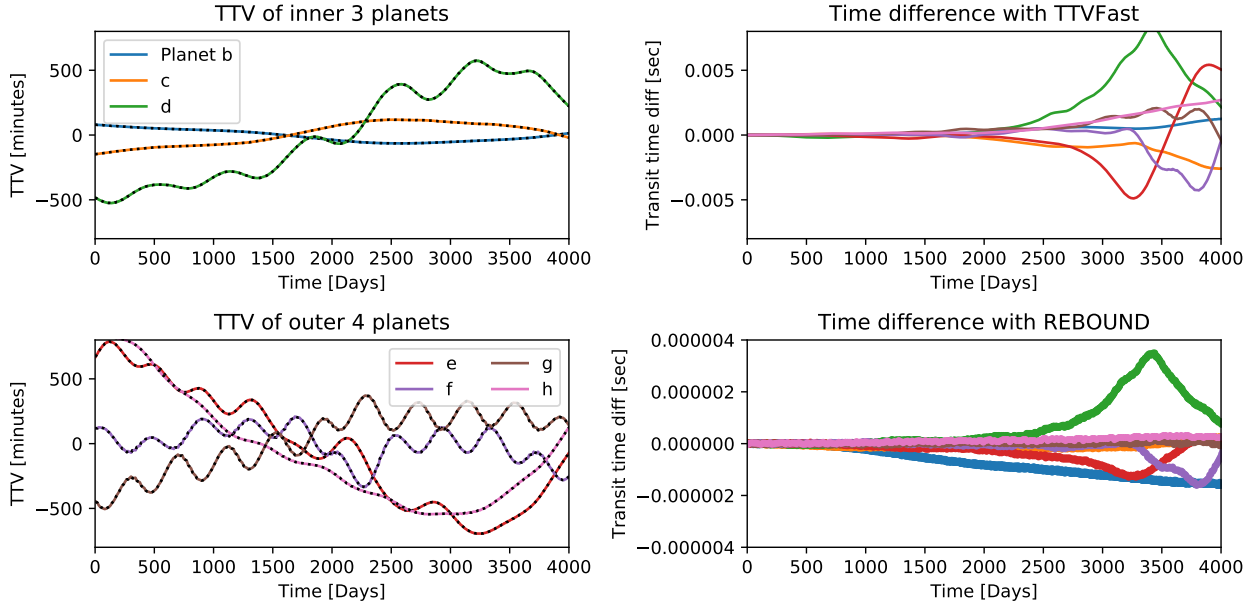 TTV of inner 3 planets
TTV [minutes]
500
0
−500
Planet b
c
d
0 500 1000 1500 2000 2500 3000 3500 4000
Time [Days]
Time difference with TTVFast
Transit time diff [sec]
0.005
0.000
−0.005
0 500 1000 1500 2000 2500 3000 3500 4000
Time [Days]
TTV of outer 4 planets
TTV [minutes]
500
0
−500
e g
f h
0 500 1000 1500 2000 2500 3000 3500 4000
Time [Days]
Time difference with REBOUND
Transit time diff [sec]
0.000004
0.000002
0.000000
−0.000002
−0.000004
0 500 1000 1500 2000 2500 3000 3500 4000
Time [Days]